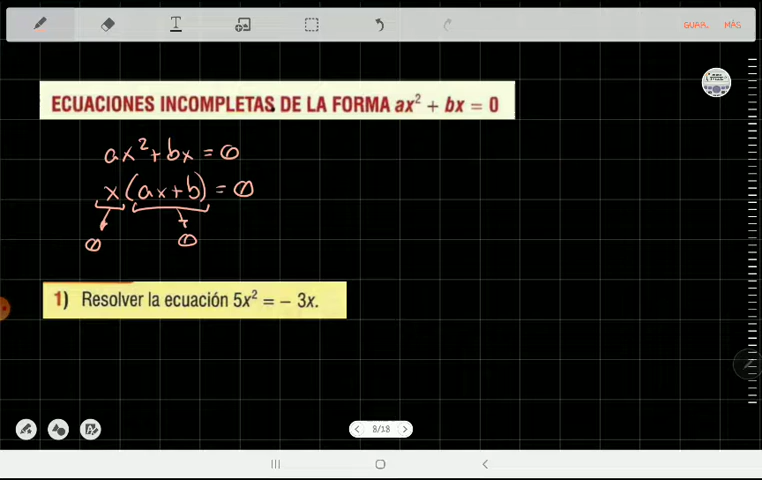 GUAR. MÁS
ECUACIONES INCOMPLETAS DE LA FORMA ax² + bx = 0
ax²+bx = 0
x(ax+b) = 0
0 0
1) Resolver la ecuación 5x² = − 3x.
8/18